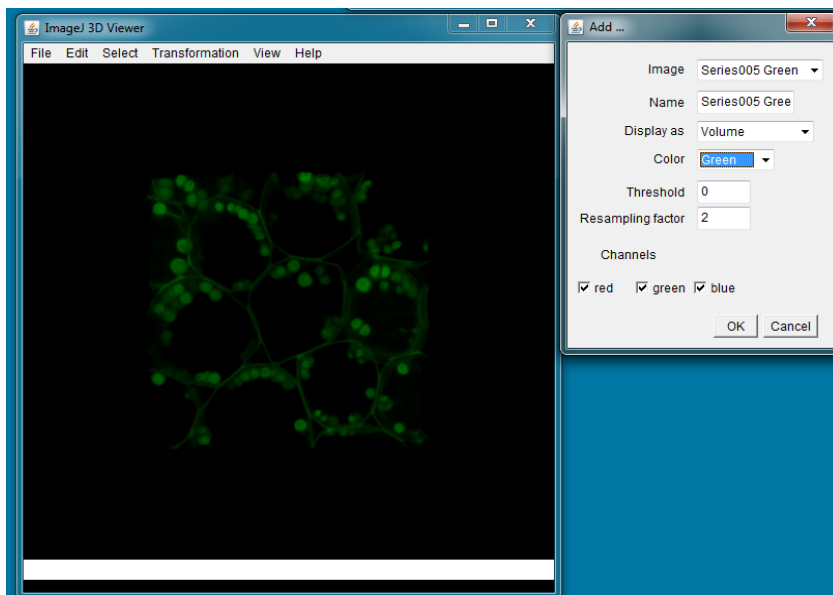 ImageJ 3D Viewer
File Edit Select Transformation View Help
Add ...
Image Series005 Green
Name Series005 Gree
Display as Volume
Color Green
Threshold 0
Resampling factor 2
Channels
red green blue
OK Cancel